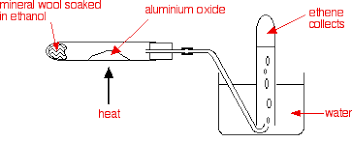 mineral wool soaked
in ethanol
aluminium oxide
ethene
collects
heat
water